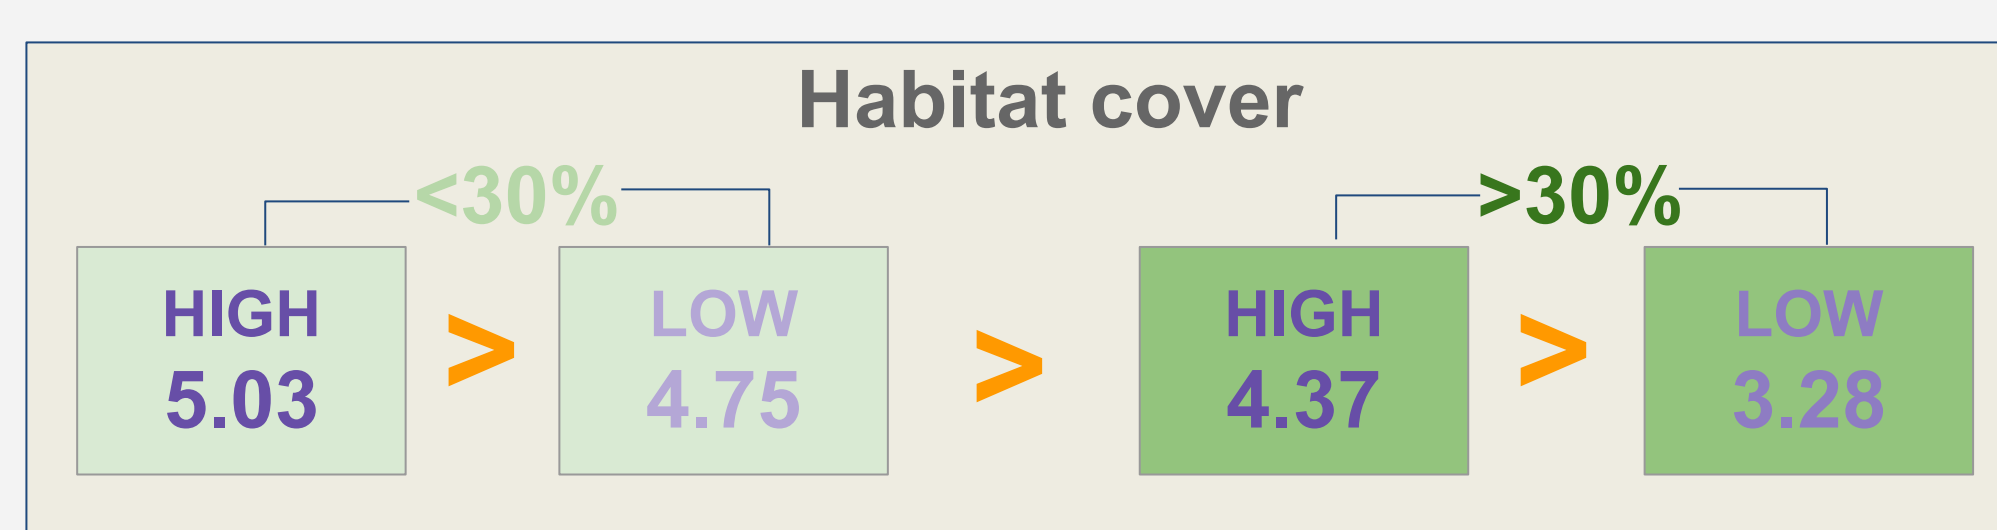 Habitat cover
<30% >30%
HIGH > LOW > HIGH > LOW
5.03 4.75 4.37 3.28